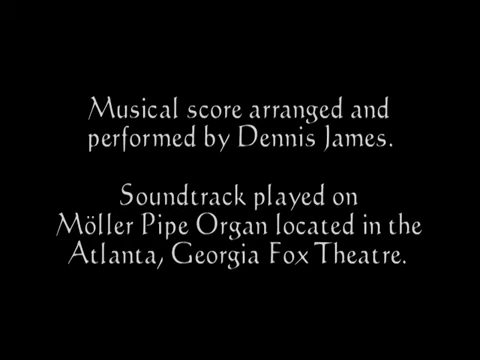 Musical score arranged and
performed by Dennis James.
Soundtrack played on
Möller Pipe Organ located in the
Atlanta, Georgia Fox Theatre.